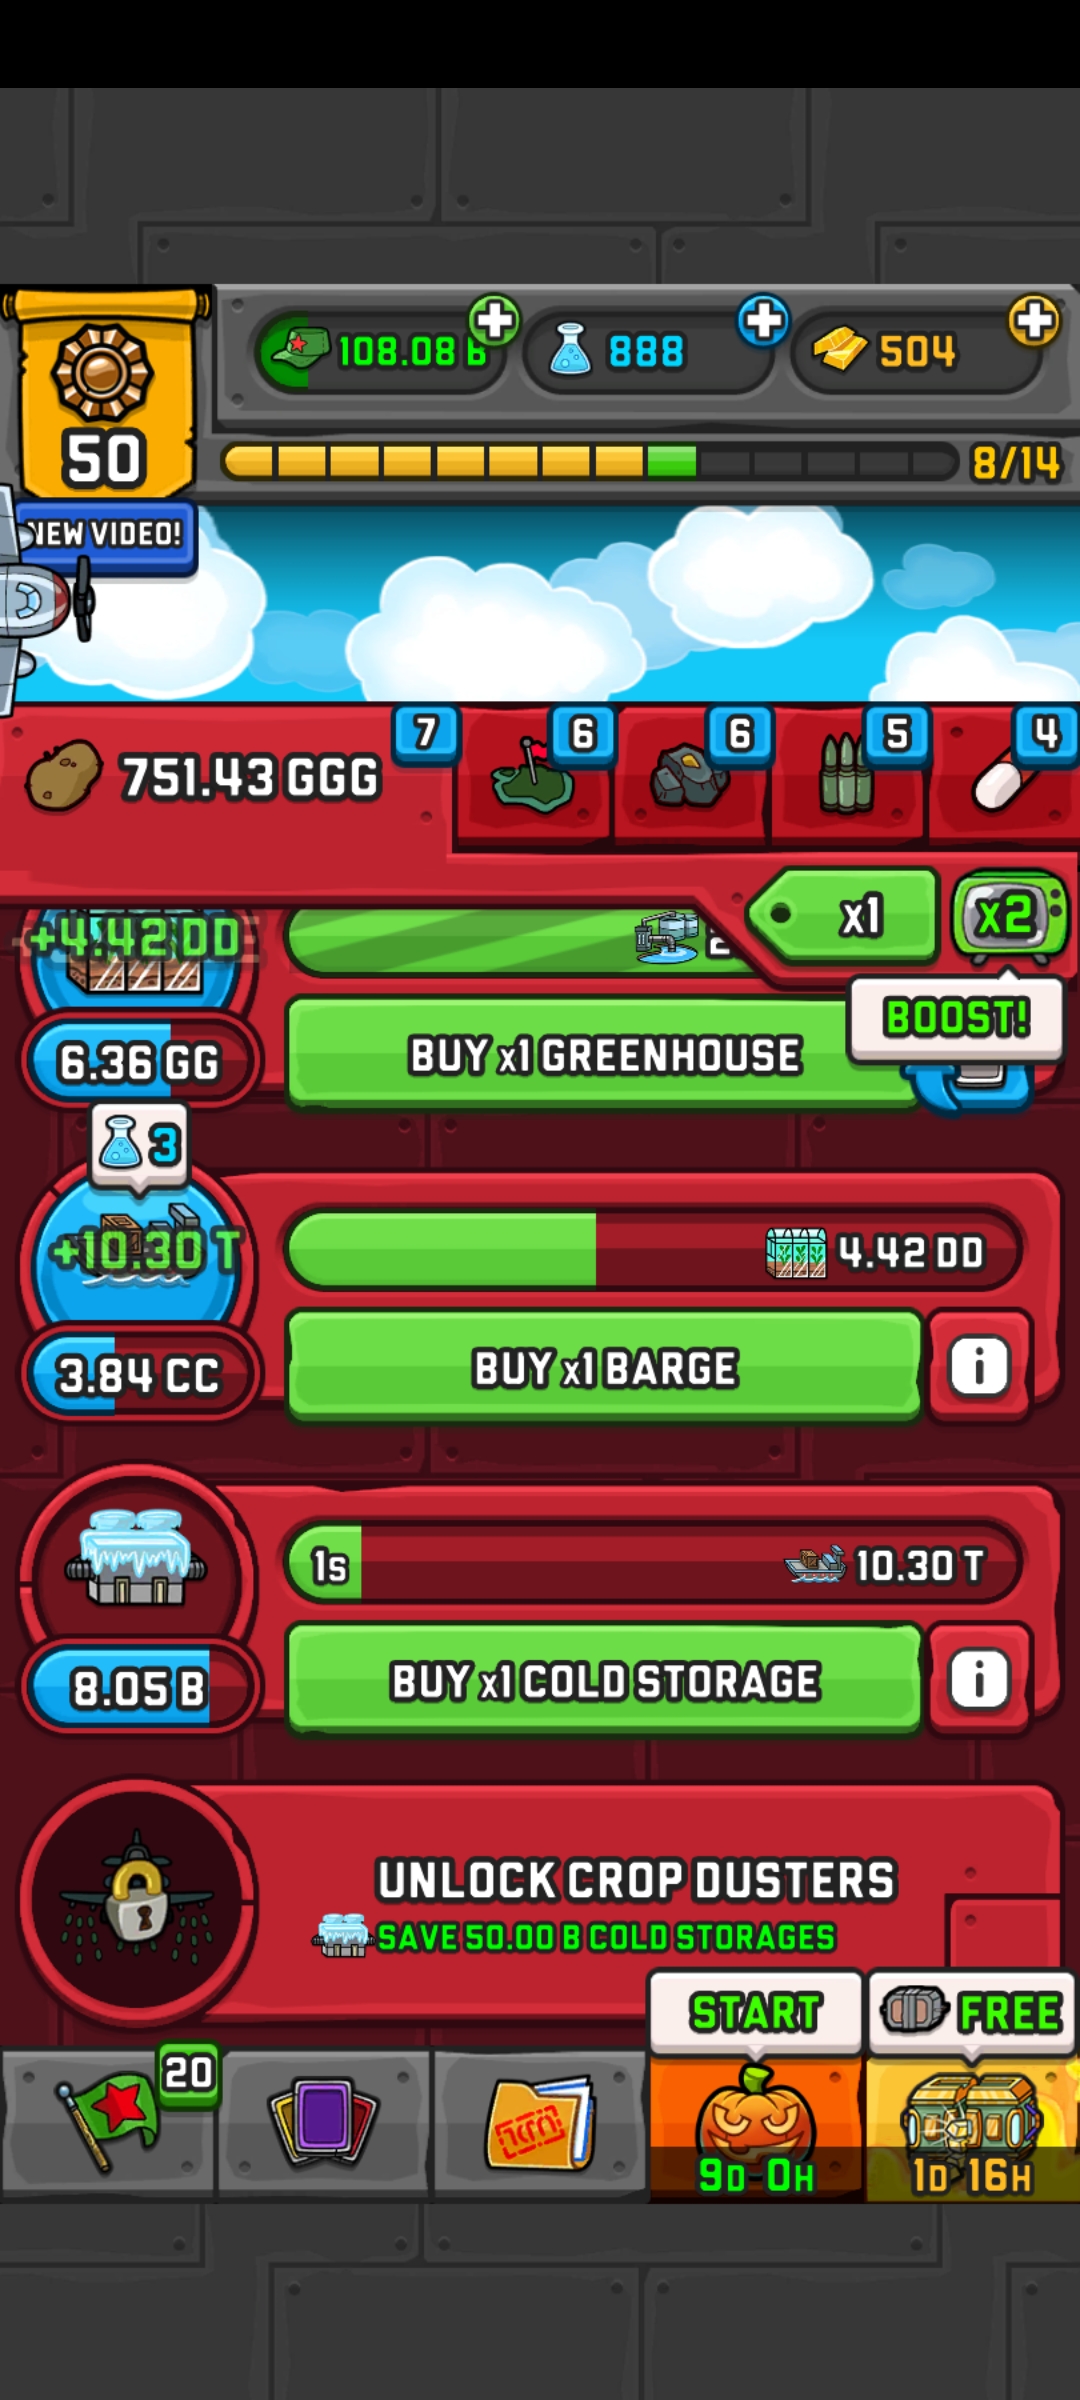 108.08 B
888
504
50
8/14
NEW VIDEO!
751.43 GGG
7
6
6
5
4
x1
x2
+4.42 DD
BOOST!
6.36 GG
BUY x1 GREENHOUSE
3
+10.30 T
4.42 DD
3.84 CC
BUY x1 BARGE
i
1s
10.30 T
8.05 B
BUY x1 COLD STORAGE
i
UNLOCK CROP DUSTERS
SAVE 50.00 B COLD STORAGES
START
FREE
20
9D 0H
1D 16H